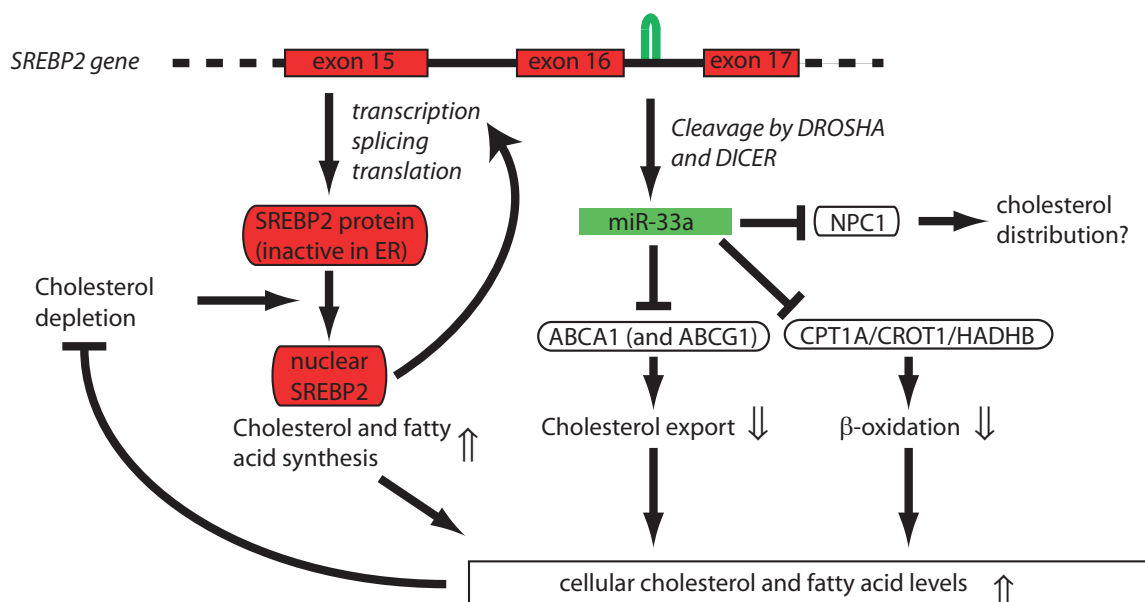 SREBP2 gene
exon 15
exon 16
exon 17
transcription
splicing
translation
Cleavage by DROSHA
and DICER
SREBP2 protein
(inactive in ER)
miR-33a
NPC1
cholesterol
distribution?
Cholesterol
depletion
nuclear
SREBP2
ABCA1 (and ABCG1)
CPT1A/CROT1/HADHB
Cholesterol and fatty
acid synthesis ⇑
Cholesterol export ⇓
β-oxidation ⇓
cellular cholesterol and fatty acid levels ⇑